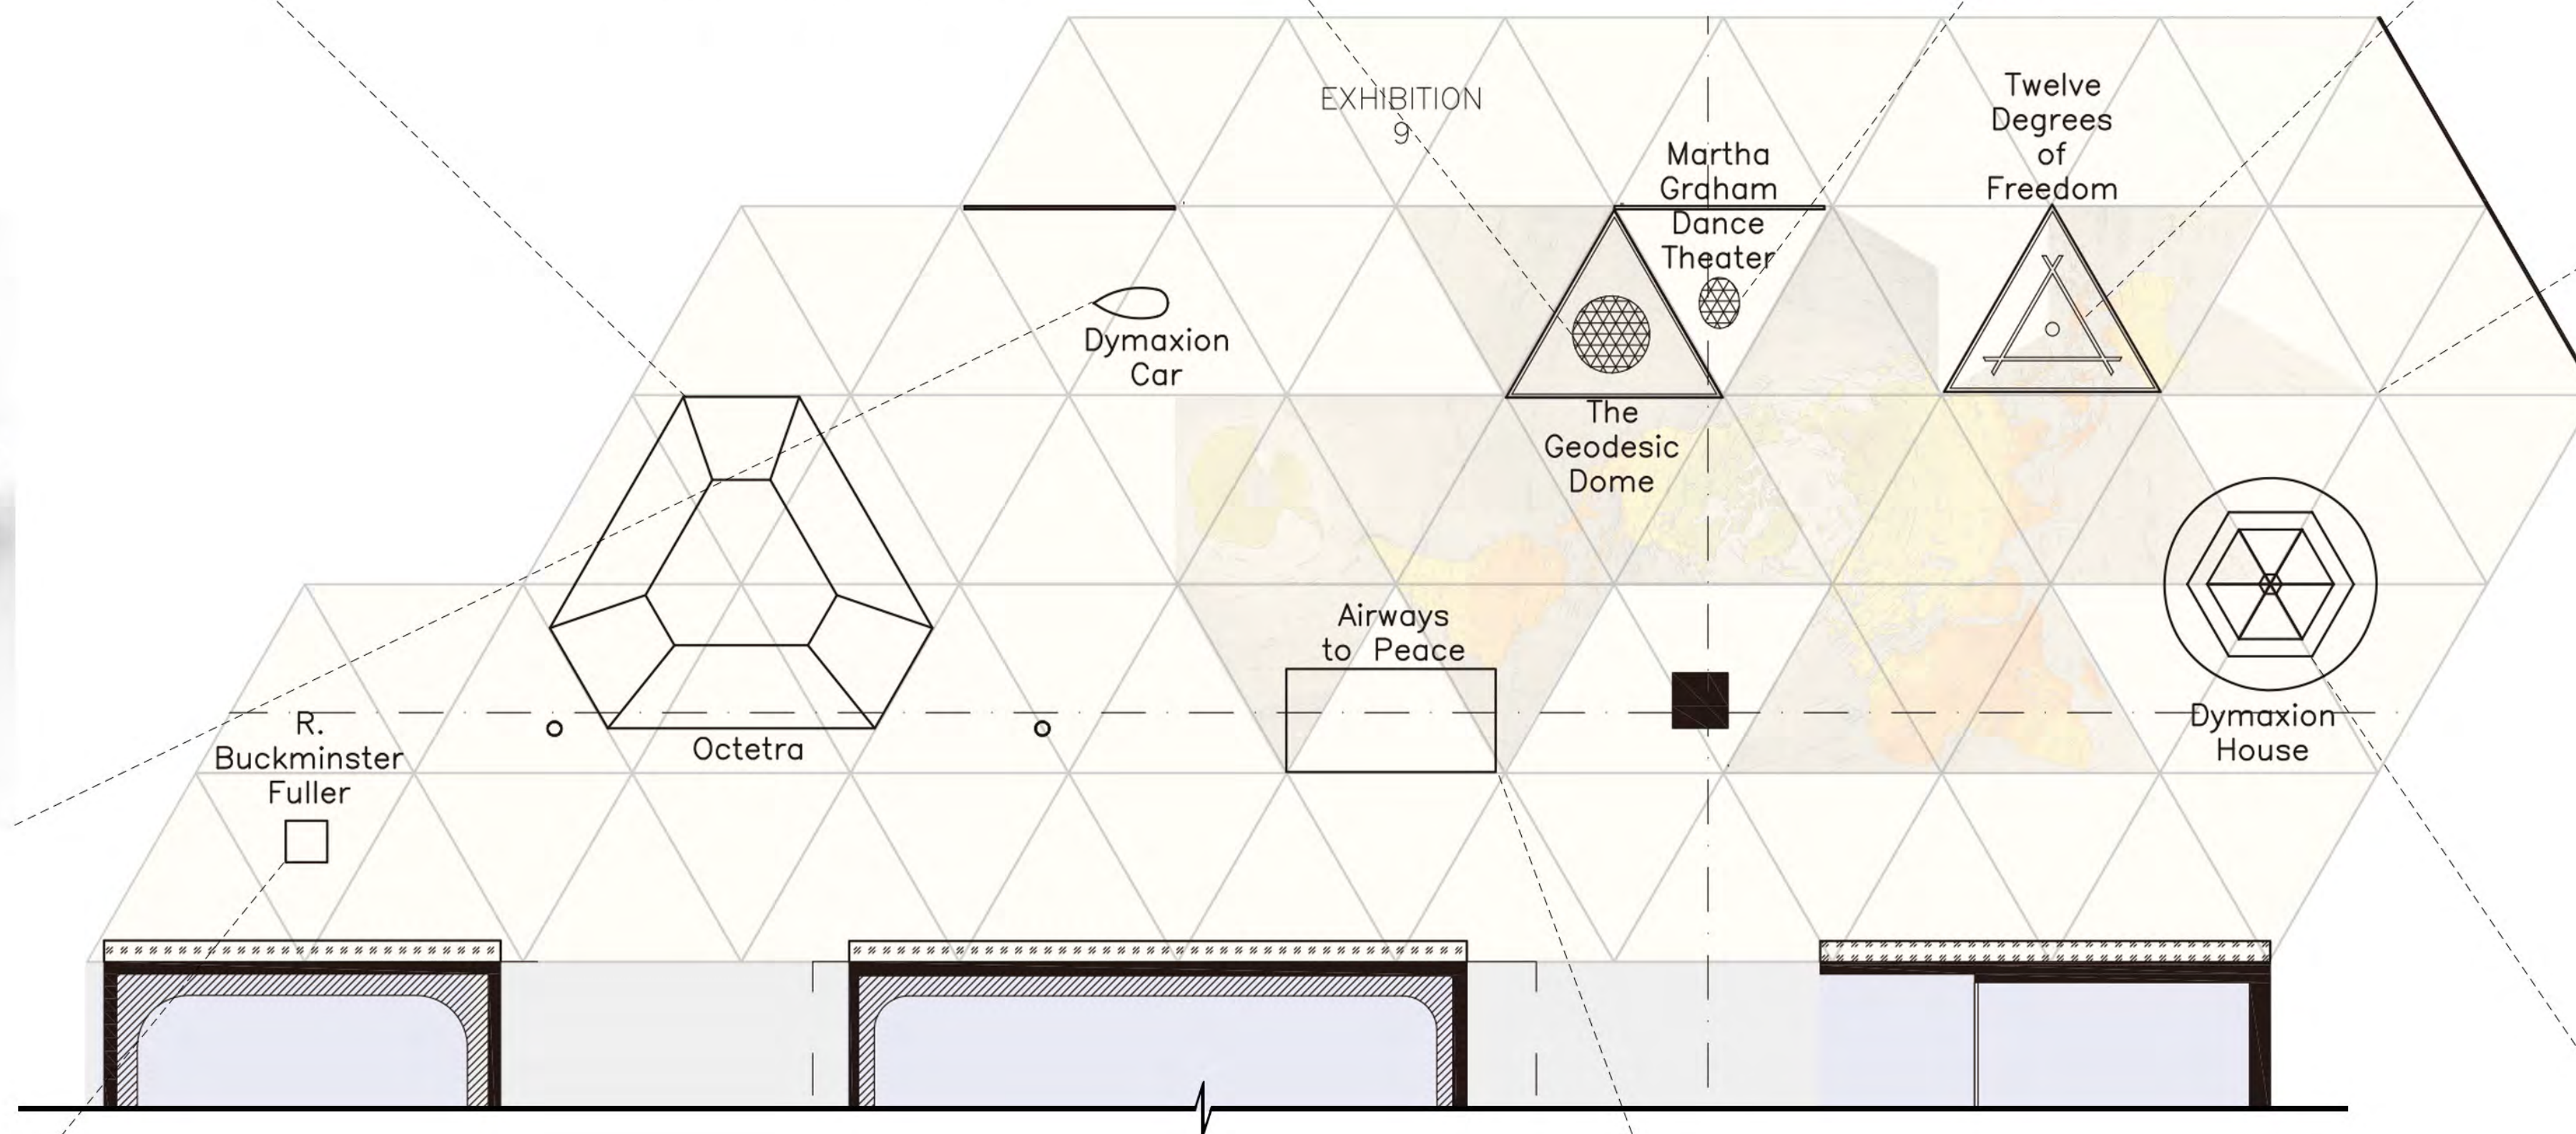 EXHIBITION
9
Twelve
Degrees
of
Freedom
Martha
Graham
Dance
Theater
Dymaxion
Car
The
Geodesic
Dome
Airways
to Peace
R.
Buckminster
Fuller
Octetra
Dymaxion
House